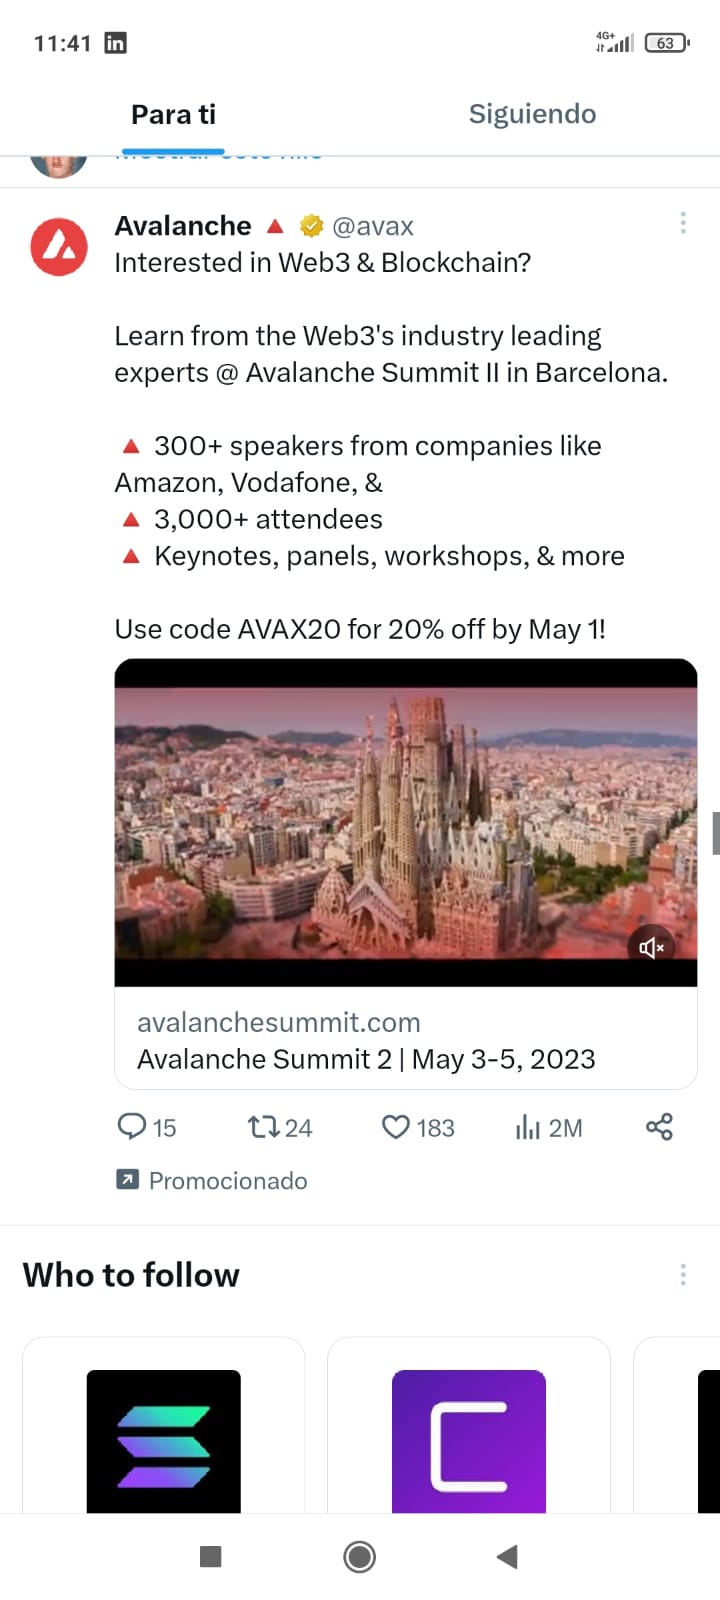 11:41
4G+
63
Para ti
Siguiendo
Avalanche 🔺 @avax
Interested in Web3 & Blockchain?
Learn from the Web3's industry leading
experts @ Avalanche Summit II in Barcelona.
🔺 300+ speakers from companies like
Amazon, Vodafone, &
🔺 3,000+ attendees
🔺 Keynotes, panels, workshops, & more
Use code AVAX20 for 20% off by May 1!
avalanchesummit.com
Avalanche Summit 2 | May 3-5, 2023
15 24 183 2M
Promocionado
Who to follow